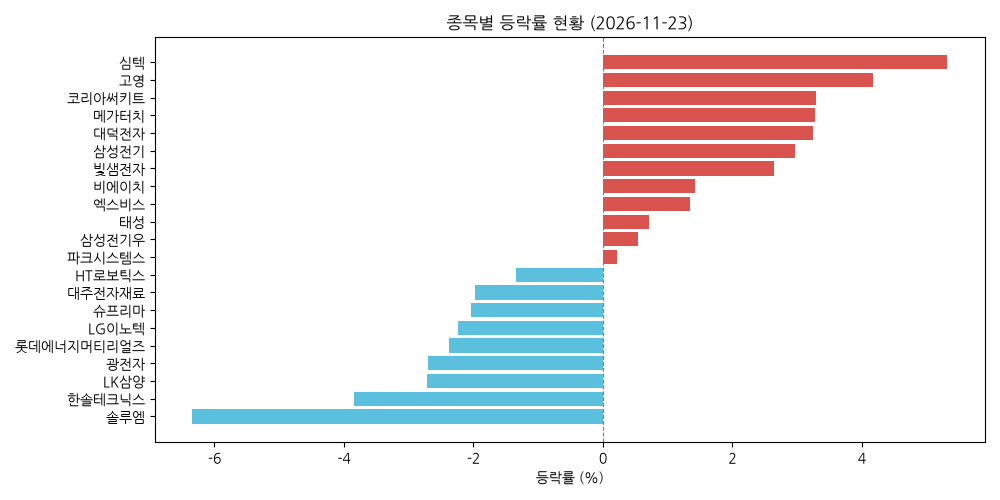 종목별 등락률 현황 (2026-11-23)
심텍
고영
코리아써키트
메가터치
대덕전자
삼성전기
빛샘전자
비에이치
엑스비스
태성
삼성전기우
파크시스템스
HT로보틱스
대주전자재료
슈프리마
LG이노텍
롯데에너지머티리얼즈
광전자
LK삼양
한솔테크닉스
솔루엠
-6 -4 -2 0 2 4
등락률 (%)